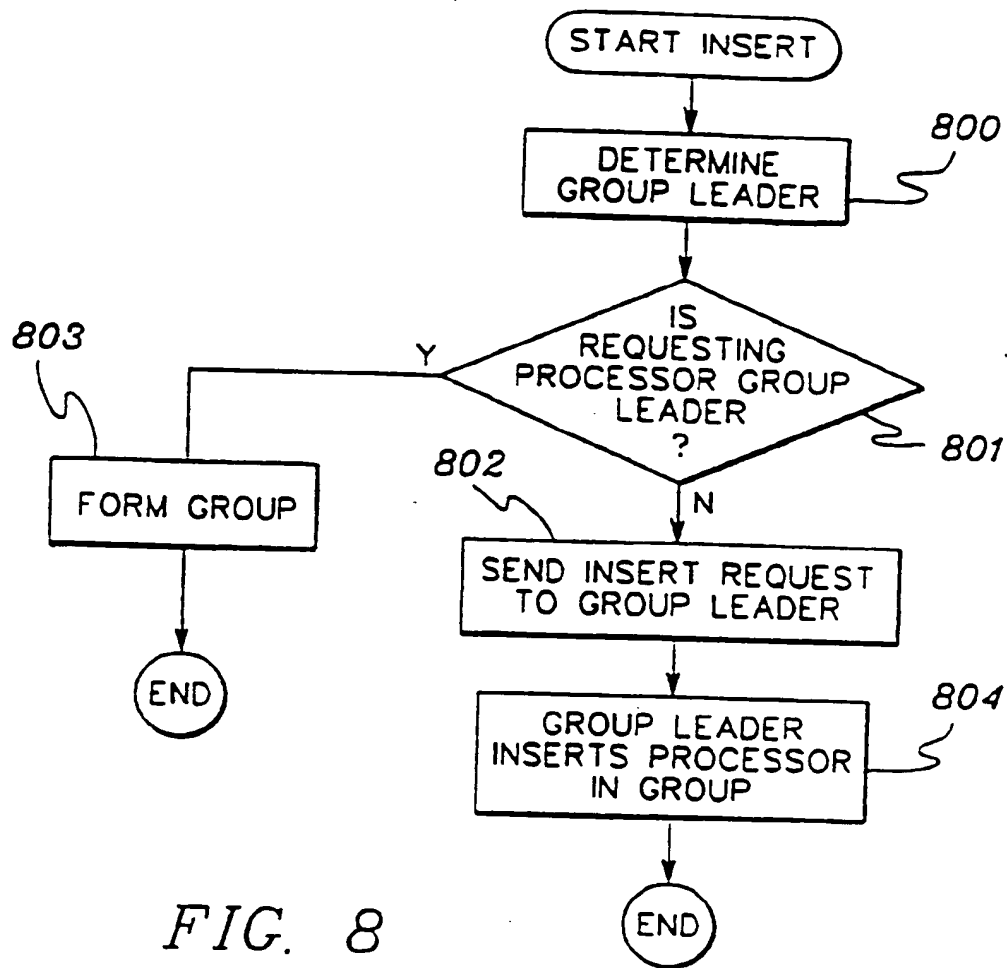 START INSERT
800
DETERMINE
GROUP LEADER
IS
REQUESTING
PROCESSOR GROUP
LEADER
?
801
Y
803
FORM GROUP
END
N
802
SEND INSERT REQUEST
TO GROUP LEADER
804
GROUP LEADER
INSERTS PROCESSOR
IN GROUP
END
FIG. 8